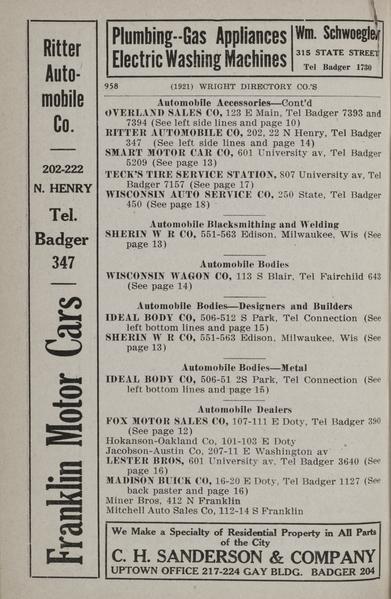 Plumbing--Gas Appliances
Electric Washing Machines
Wm. Schwoegler
315 STATE STREET
Tel Badger 1730
Ritter
Auto-
mobile
Co.
202-222
N. HENRY
Tel.
Badger
347
Franklin Motor Cars
958 (1921) WRIGHT DIRECTORY CO.'S
Automobile Accessories—Cont'd
OVERLAND SALES CO, 123 E Main, Tel Badger 7393 and
7394 (See left side lines and page 10)
RITTER AUTOMOBILE CO, 202, 22 N Henry, Tel Badger
347 (See left side lines and page 14)
SMART MOTOR CAR CO, 601 University av, Tel Badger
5209 (See page 13)
TECK'S TIRE SERVICE STATION, 807 University av, Tel
Badger 7157 (See page 17)
WISCONSIN AUTO SERVICE CO, 250 State, Tel Badger
450 (See page 18)
Automobile Blacksmithing and Welding
SHERIN W R CO, 551-563 Edison, Milwaukee, Wis (See
page 13)
Automobile Bodies
WISCONSIN WAGON CO, 113 S Blair, Tel Fairchild 643
(See page 14)
Automobile Bodies—Designers and Builders
IDEAL BODY CO, 506-512 S Park, Tel Connection (See
left bottom lines and page 15)
SHERIN W R CO, 551-563 Edison, Milwaukee, Wis (See
page 13)
Automobile Bodies—Metal
IDEAL BODY CO, 506-51 2S Park, Tel Connection (See
left bottom lines and page 15)
Automobile Dealers
FOX MOTOR SALES CO, 107-111 E Doty, Tel Badger 390
(See page 12)
Hokanson-Oakland Co, 101-103 E Doty
Jacobson-Austin Co, 207-11 E Washington av
LESTER BROS, 601 University av, Tel Badger 3640 (See
page 16)
MADISON BUICK CO, 16-20 E Doty, Tel Badger 1127 (See
back paster and page 16)
Miner Bros, 412 N Franklin
Mitchell Auto Sales Co, 112-14 S Franklin
We Make a Specialty of Residential Property in All Parts
of the City
C. H. SANDERSON & COMPANY
UPTOWN OFFICE 217-224 GAY BLDG. BADGER 204